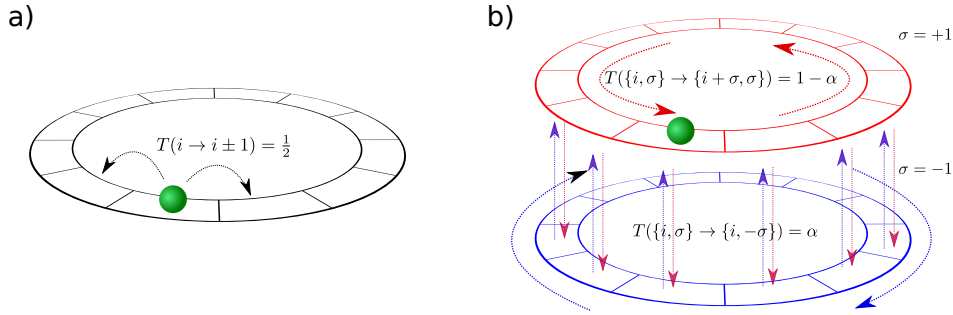 a)
T(i → i ± 1) = 1/2
b)
σ = +1
T({i, σ} → {i + σ, σ}) = 1 − α
σ = −1
T({i, σ} → {i, −σ}) = α